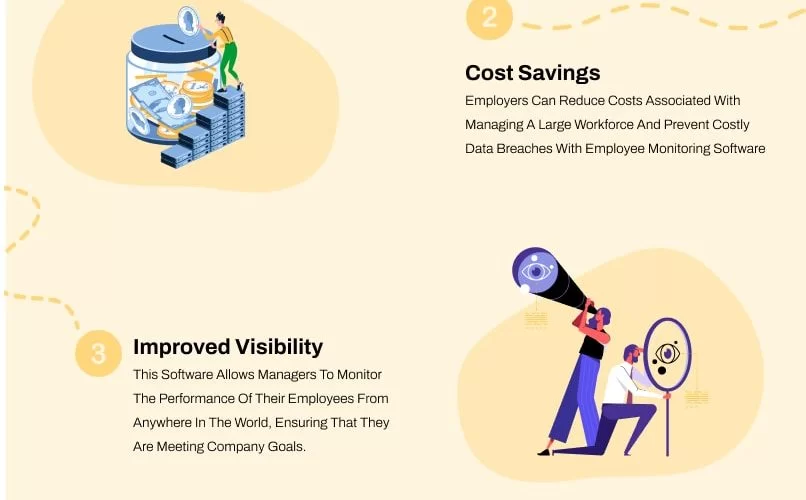 2
Cost Savings
Employers Can Reduce Costs Associated With
Managing A Large Workforce And Prevent Costly
Data Breaches With Employee Monitoring Software
3
Improved Visibility
This Software Allows Managers To Monitor
The Performance Of Their Employees From
Anywhere In The World, Ensuring That They
Are Meeting Company Goals.